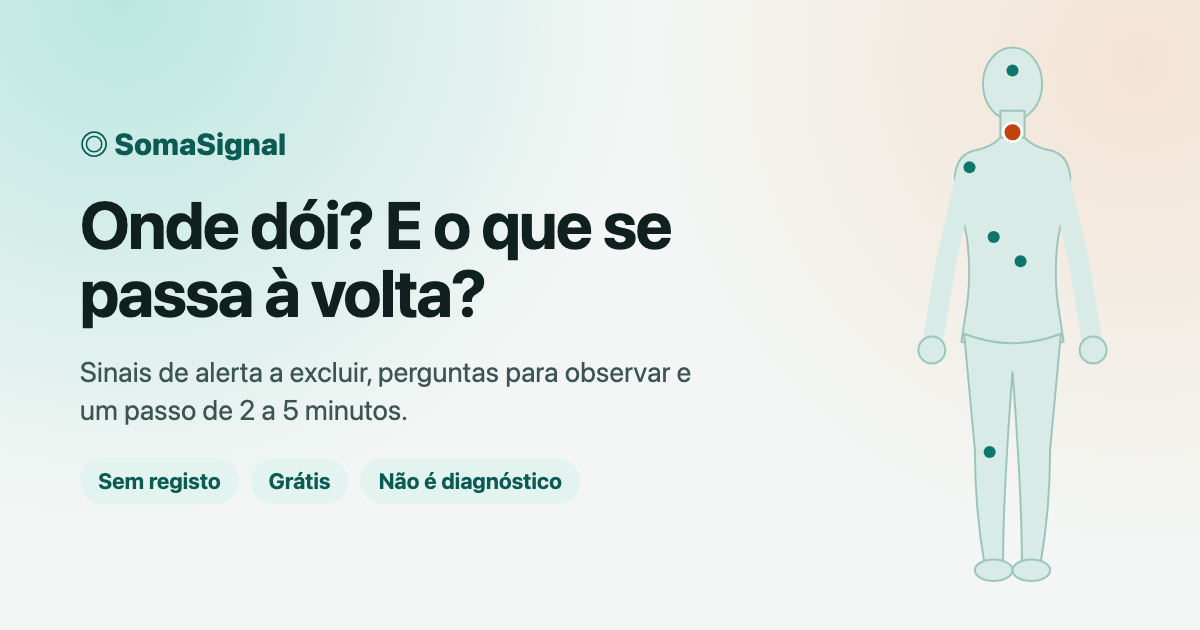 SomaSignal
Onde dói? E o que se
passa à volta?
Sinais de alerta a excluir, perguntas para observar e
um passo de 2 a 5 minutos.
Sem registo
Grátis
Não é diagnóstico